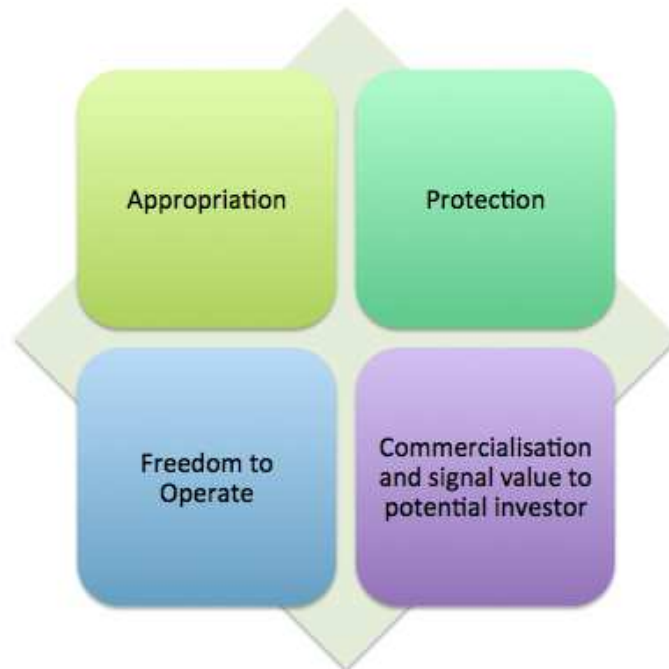 Appropriation
Protection
Freedom to
Operate
Commercialisation
and signal value to
potential investor